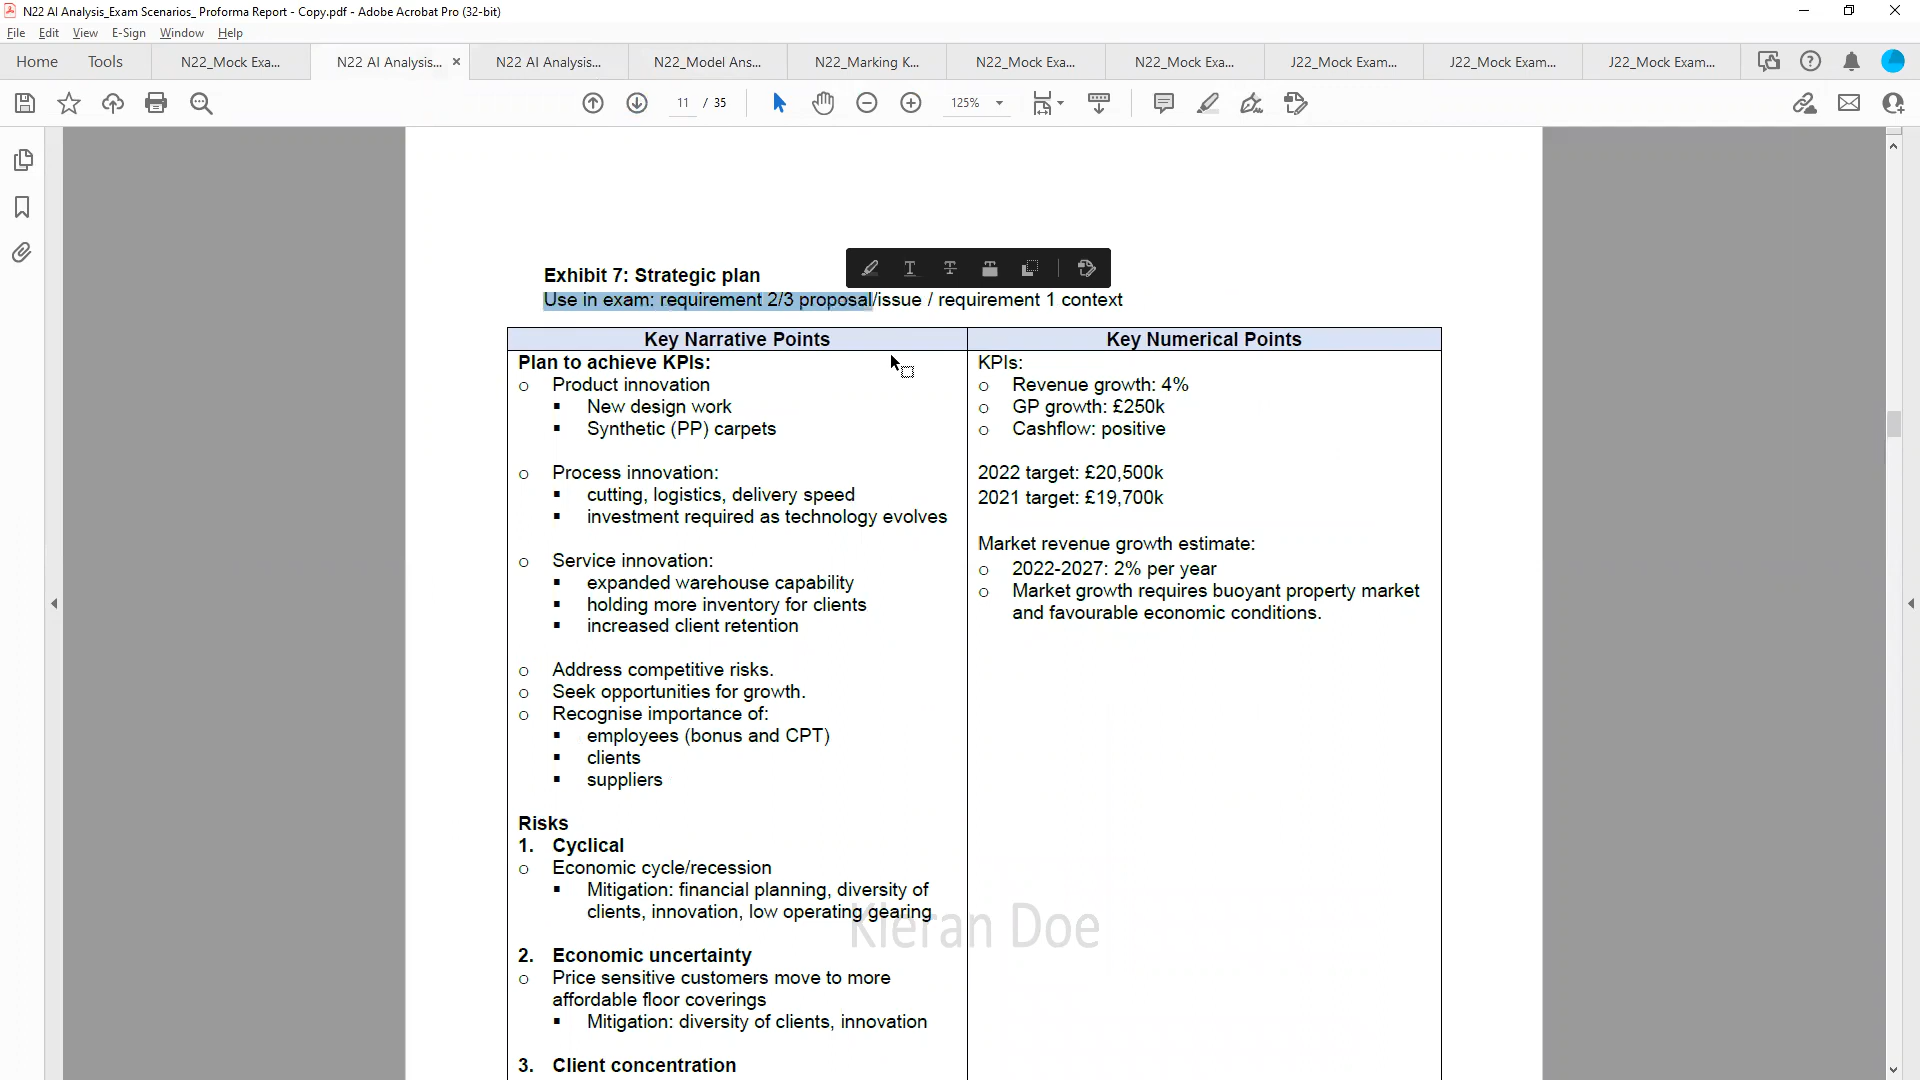 N22 AI Analysis_Exam Scenarios_ Proforma Report - Copy.pdf - Adobe Acrobat Pro (32-bit)
File Edit View E-Sign Window Help
Home Tools N22_Mock Exa... N22 AI Analysis... × N22 AI Analysis... N22_Model Ans... N22_Marking K... N22_Mock Exa... N22_Mock Exa... J22_Mock Exam... J22_Mock Exam... J22_Mock Exam...
11 / 35 125%
Exhibit 7: Strategic plan
Use in exam: requirement 2/3 proposal/issue / requirement 1 context
Key Narrative Points
Plan to achieve KPIs:
o Product innovation
▪ New design work
▪ Synthetic (PP) carpets
o Process innovation:
▪ cutting, logistics, delivery speed
▪ investment required as technology evolves
o Service innovation:
▪ expanded warehouse capability
▪ holding more inventory for clients
▪ increased client retention
o Address competitive risks.
o Seek opportunities for growth.
o Recognise importance of:
▪ employees (bonus and CPT)
▪ clients
▪ suppliers
Risks
1. Cyclical
o Economic cycle/recession
▪ Mitigation: financial planning, diversity of
clients, innovation, low operating gearing
2. Economic uncertainty
o Price sensitive customers move to more
affordable floor coverings
▪ Mitigation: diversity of clients, innovation
3. Client concentration
Key Numerical Points
KPIs:
o Revenue growth: 4%
o GP growth: £250k
o Cashflow: positive
2022 target: £20,500k
2021 target: £19,700k
Market revenue growth estimate:
o 2022-2027: 2% per year
o Market growth requires buoyant property market
and favourable economic conditions.
Kieran Doe